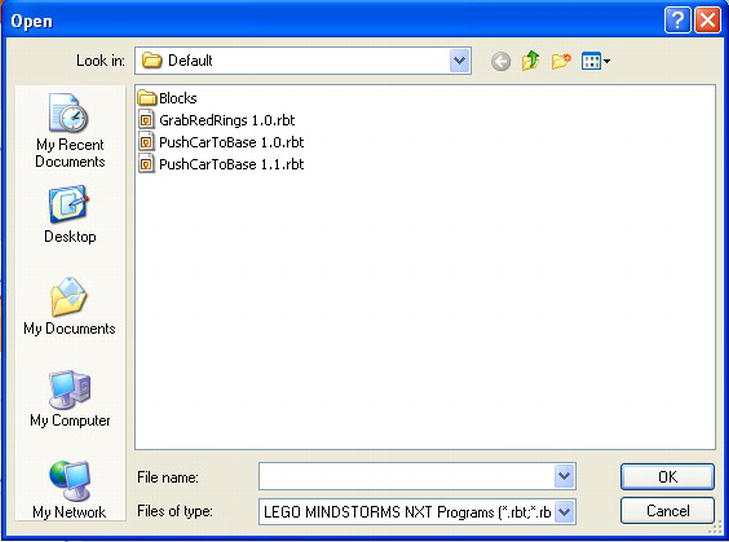 Open
Look in: Default
Blocks
GrabRedRings 1.0.rbt
PushCarToBase 1.0.rbt
PushCarToBase 1.1.rbt
My Recent
Documents
Desktop
My Documents
My Computer
My Network
File name:
OK
Files of type: LEGO MINDSTORMS NXT Programs (*.rbt;*.rb
Cancel